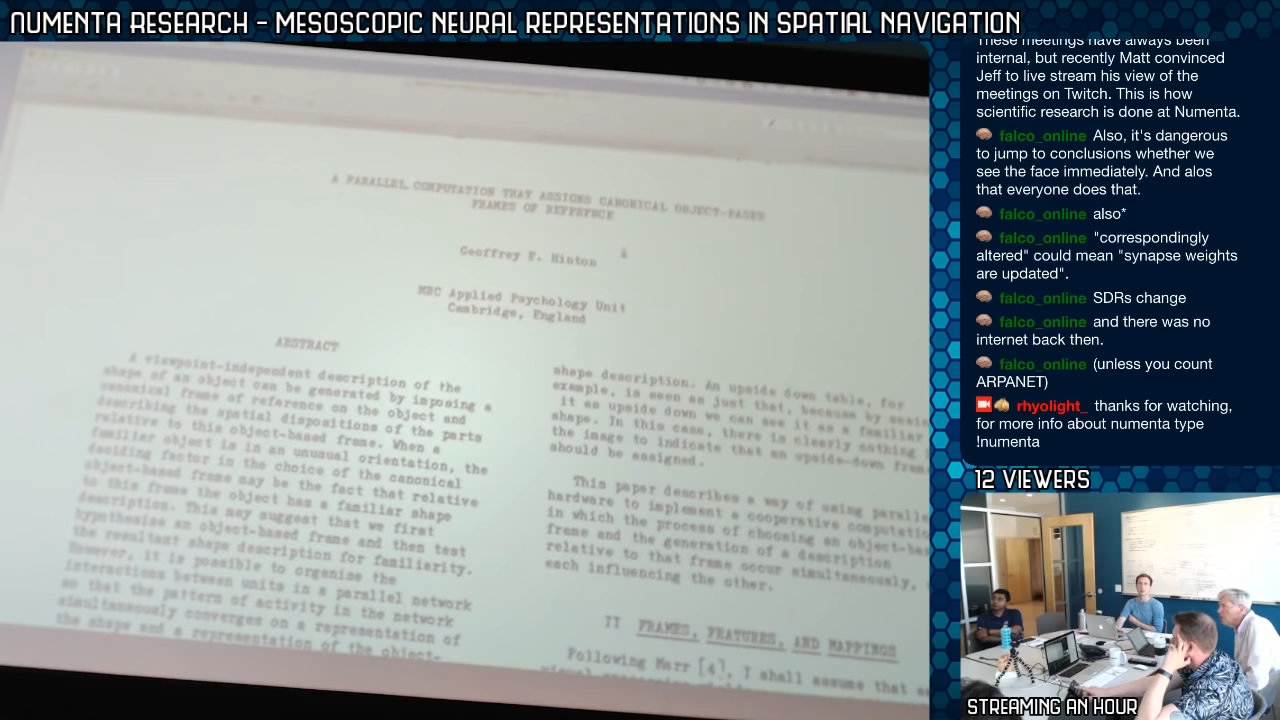 NUMENTA RESEARCH - MESOSCOPIC NEURAL REPRESENTATIONS IN SPATIAL NAVIGATION
A PARALLEL COMPUTATION THAT ASSIGNS CANONICAL OBJECT-BASED
FRAMES OF REFERENCE
Geoffrey E. Hinton
MRC Applied Psychology Unit
Cambridge, England
ABSTRACT
A viewpoint-independent description of the
shape of an object can be generated by imposing a
canonical frame of reference on the object and
describing the spatial dispositions of the parts
relative to this object-based frame. When a
familiar object is in an unusual orientation, the
deciding factor in the choice of the canonical
object-based frame may be the fact that relative
to this frame the object has a familiar shape
description. This may suggest that we first
hypothesise an object-based frame and then test
the resultant shape description for familiarity.
However, it is possible to organise the
interactions between units in a parallel network
so that the pattern of activity in the network
simultaneously converges on a representation of
the shape and a representation of the object-
shape description. An upside down table, for
example, is seen as just that because by
it as upside down we can see it as a familiar
shape. In this case, there is clearly nothing
the image to indicate that an upside-down
should be assigned.
This paper describes a way of using
hardware to implement a cooperative
in which the process of choosing an
frame and the generation of a description
relative to that frame occur simultaneously,
each influencing the other.
II FRAMES, FEATURES, AND MAPPINGS
Following Marr [4], I shall assume that
These meetings have always been
internal, but recently Matt convinced
Jeff to live stream his view of the
meetings on Twitch. This is how
scientific research is done at Numenta.
falco_online Also, it's dangerous
to jump to conclusions whether we
see the face immediately. And alos
that everyone does that.
falco_online also*
falco_online "correspondingly
altered" could mean "synapse weights
are updated".
falco_online SDRs change
falco_online and there was no
internet back then.
falco_online (unless you count
ARPANET)
rhyolight_ thanks for watching,
for more info about numenta type
!numenta
12 VIEWERS
STREAMING AN HOUR